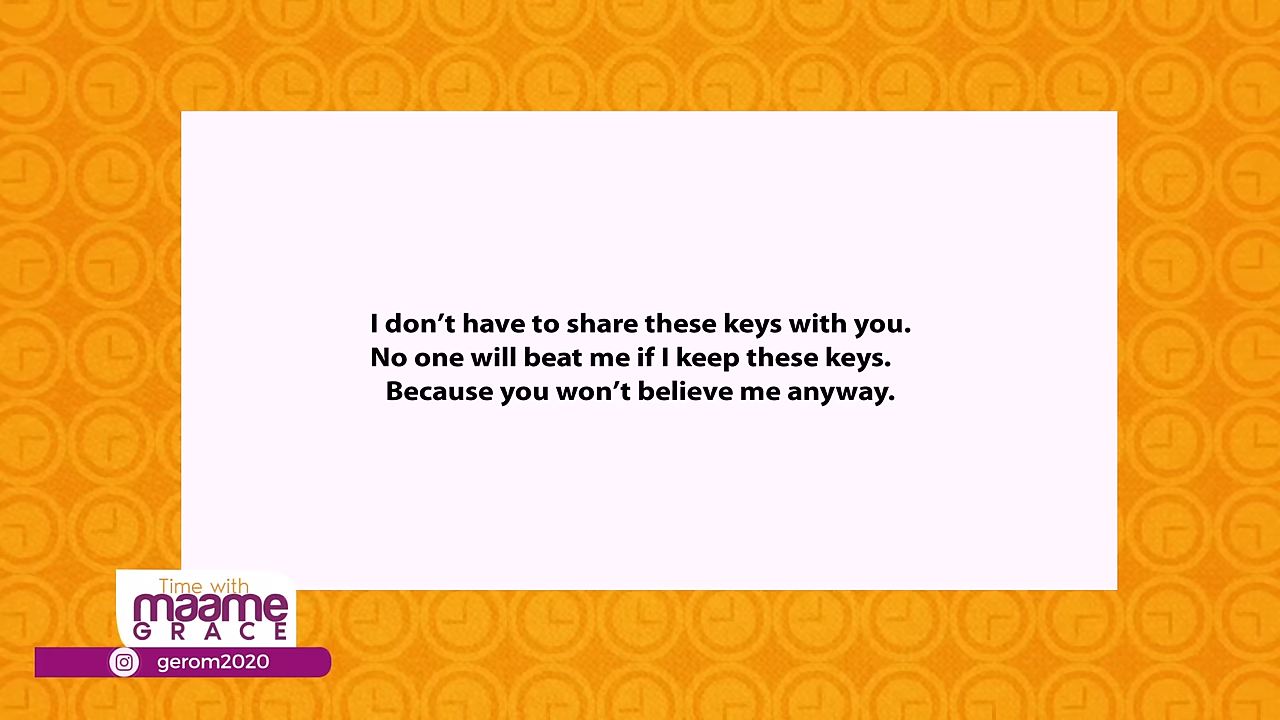 I don’t have to share these keys with you.
No one will beat me if I keep these keys.
Because you won’t believe me anyway.
Time with
maame
GRACE
gerom2020